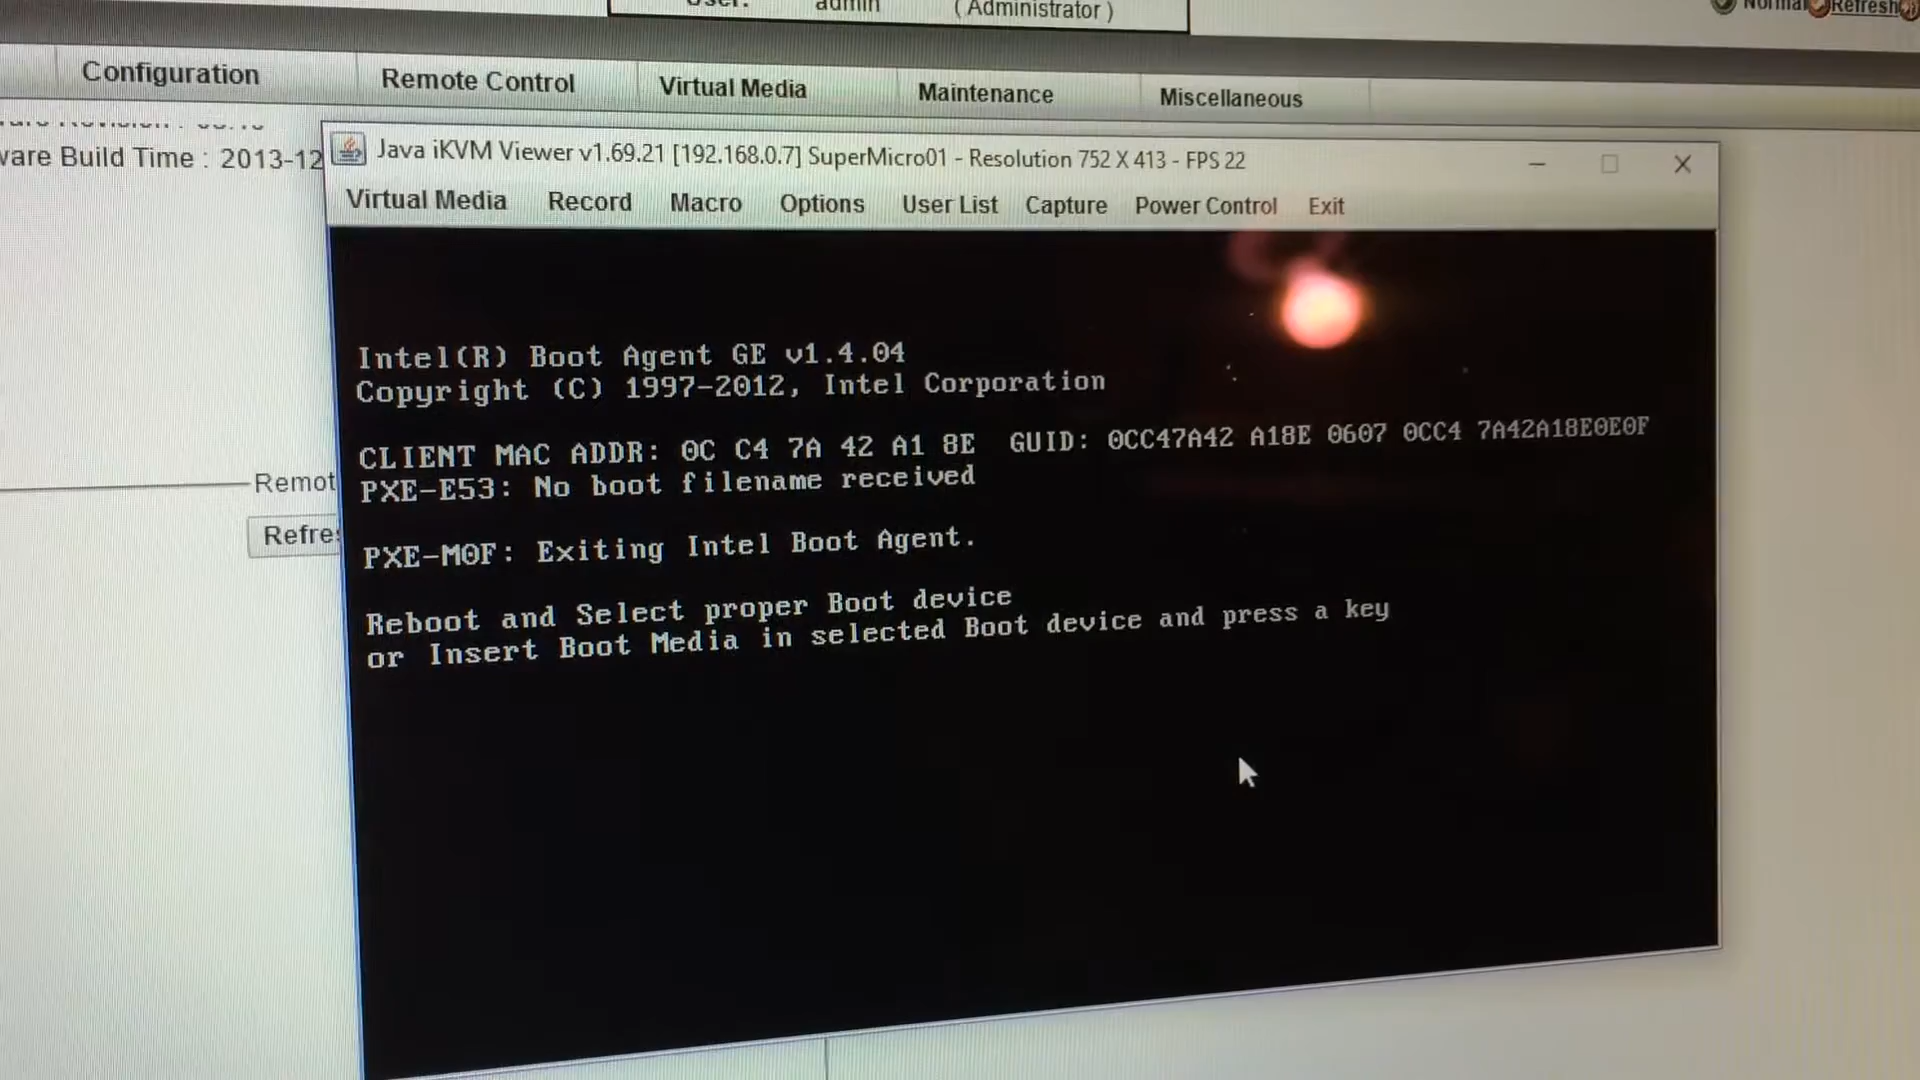 admin ( Administrator )
Normal Refresh
Configuration Remote Control Virtual Media Maintenance Miscellaneous
ware Build Time : 2013-12
Java iKVM Viewer v1.69.21 [192.168.0.7] SuperMicro01 - Resolution 752 X 413 - FPS 22
Virtual Media Record Macro Options User List Capture Power Control Exit
Intel(R) Boot Agent GE v1.4.04
Copyright (C) 1997-2012, Intel Corporation
CLIENT MAC ADDR: 0C C4 7A 42 A1 8E GUID: 0CC47A42 A18E 0607 0CC4 7A42A18E0E0F
PXE-E53: No boot filename received
PXE-M0F: Exiting Intel Boot Agent.
Reboot and Select proper Boot device
or Insert Boot Media in selected Boot device and press a key
Remot
Refre